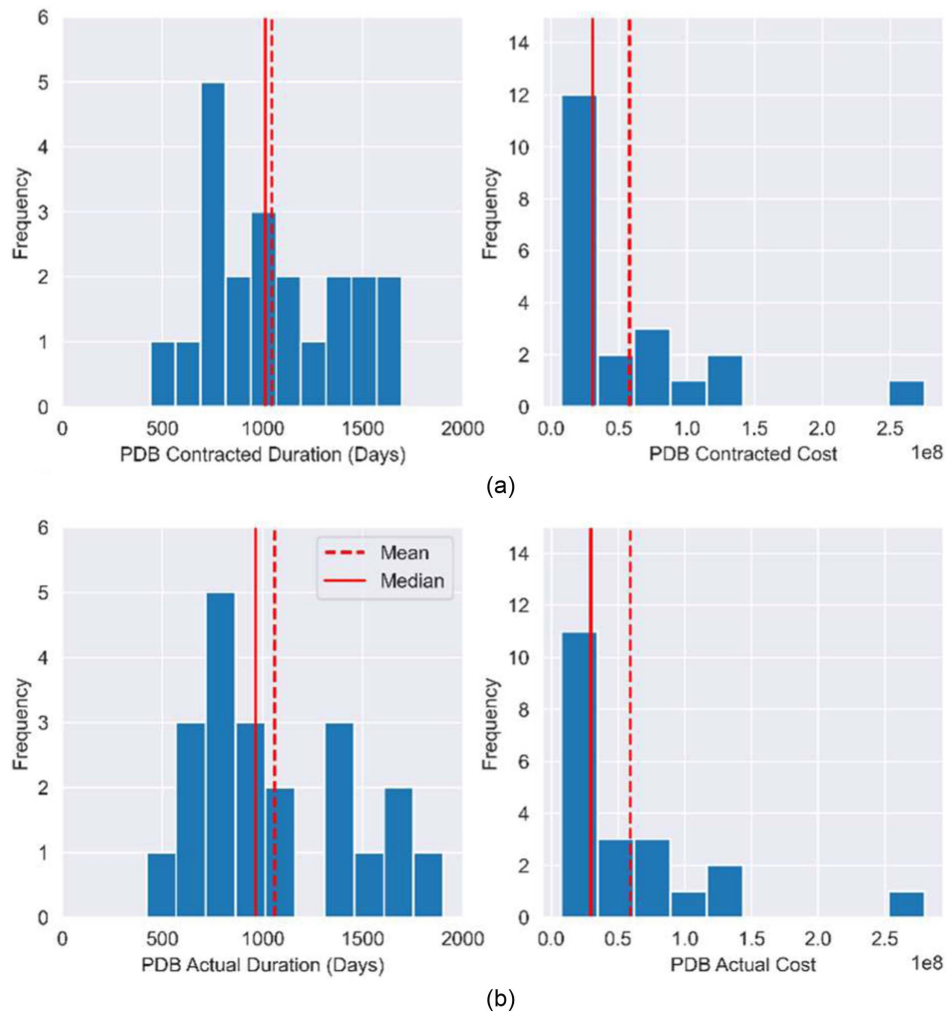 6
5
4
3
2
1
0
Frequency
0 500 1000 1500 2000
PDB Contracted Duration (Days)
14
12
10
8
6
4
2
0
Frequency
0.0 0.5 1.0 1.5 2.0 2.5
PDB Contracted Cost 1e8
(a)
6
5
4
3
2
1
0
Frequency
Mean
Median
0 500 1000 1500 2000
PDB Actual Duration (Days)
14
12
10
8
6
4
2
0
Frequency
0.0 0.5 1.0 1.5 2.0 2.5
PDB Actual Cost 1e8
(b)